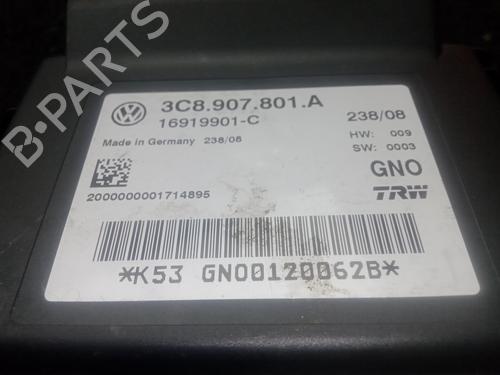 3C8.907.801.A
16919901-C
238/08
Made in Germany 238/08
HW: 009
SW: 0003
GNO
2000000001714895
TRW
*K53 GNO0120062B*
B-PARTS